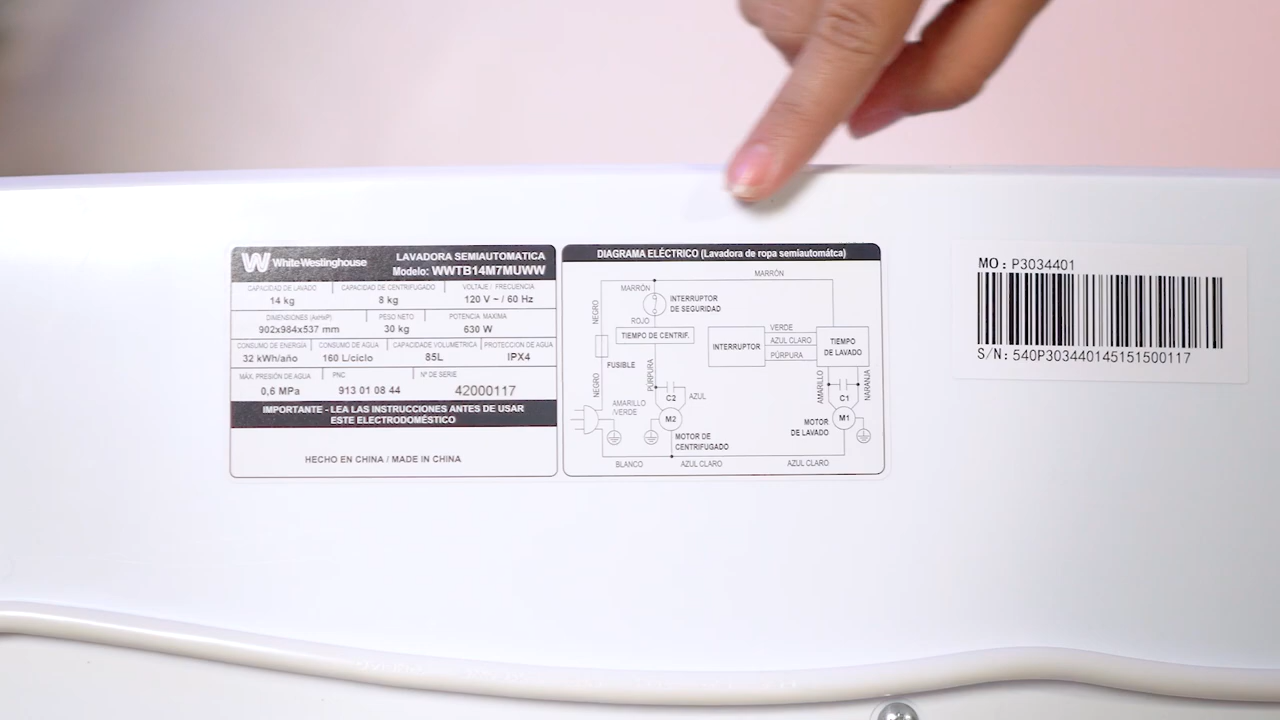 White Westinghouse
LAVADORA SEMIAUTOMATICA
Modelo: WWTB14M7MUWW
CAPACIDAD DE LAVADO
CAPACIDAD DE CENTRIFUGADO
VOLTAJE / FRECUENCIA
14 kg
8 kg
120 V ~ / 60 Hz
DIMENSIONES (AxHxP)
PESO NETO
POTENCIA MAXIMA
902x984x537 mm
30 kg
630 W
CONSUMO DE ENERGÍA
CONSUMO DE AGUA
CAPACIDAD VOLUMÉTRICA
PROTECCIÓN DE AGUA
32 kWh/año
160 L/ciclo
85L
IPX4
MÁX. PRESIÓN DE AGUA
PNC
Nº DE SERIE
0,6 MPa
913 01 08 44
42000117
IMPORTANTE - LEA LAS INSTRUCCIONES ANTES DE USAR
ESTE ELECTRODOMÉSTICO
HECHO EN CHINA / MADE IN CHINA
DIAGRAMA ELÉCTRICO (Lavadora de ropa semiautomátca)
MARRÓN
MARRÓN
NEGRO
INTERRUPTOR
DE SEGURIDAD
ROJO
TIEMPO DE CENTRIF.
INTERRUPTOR
VERDE
AZUL CLARO
PÚRPURA
TIEMPO
DE LAVADO
FUSIBLE
NEGRO
PÚRPURA
C2
AZUL
AMARILLO
/VERDE
M2
MOTOR DE
CENTRIFUGADO
AMARILLO
C1
NARANJA
M1
MOTOR
DE LAVADO
BLANCO
AZUL CLARO
AZUL CLARO
MO: P3034401
S/N: 540P303440145151500117